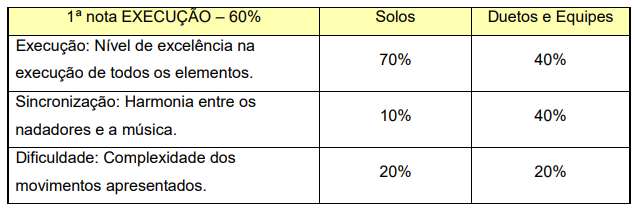 1ª nota EXECUÇÃO – 60% Solos Duetos e Equipes
Execução: Nível de excelência na
execução de todos os elementos.
70% 40%
Sincronização: Harmonia entre os
nadadores e a música.
10% 40%
Dificuldade: Complexidade dos
movimentos apresentados.
20% 20%